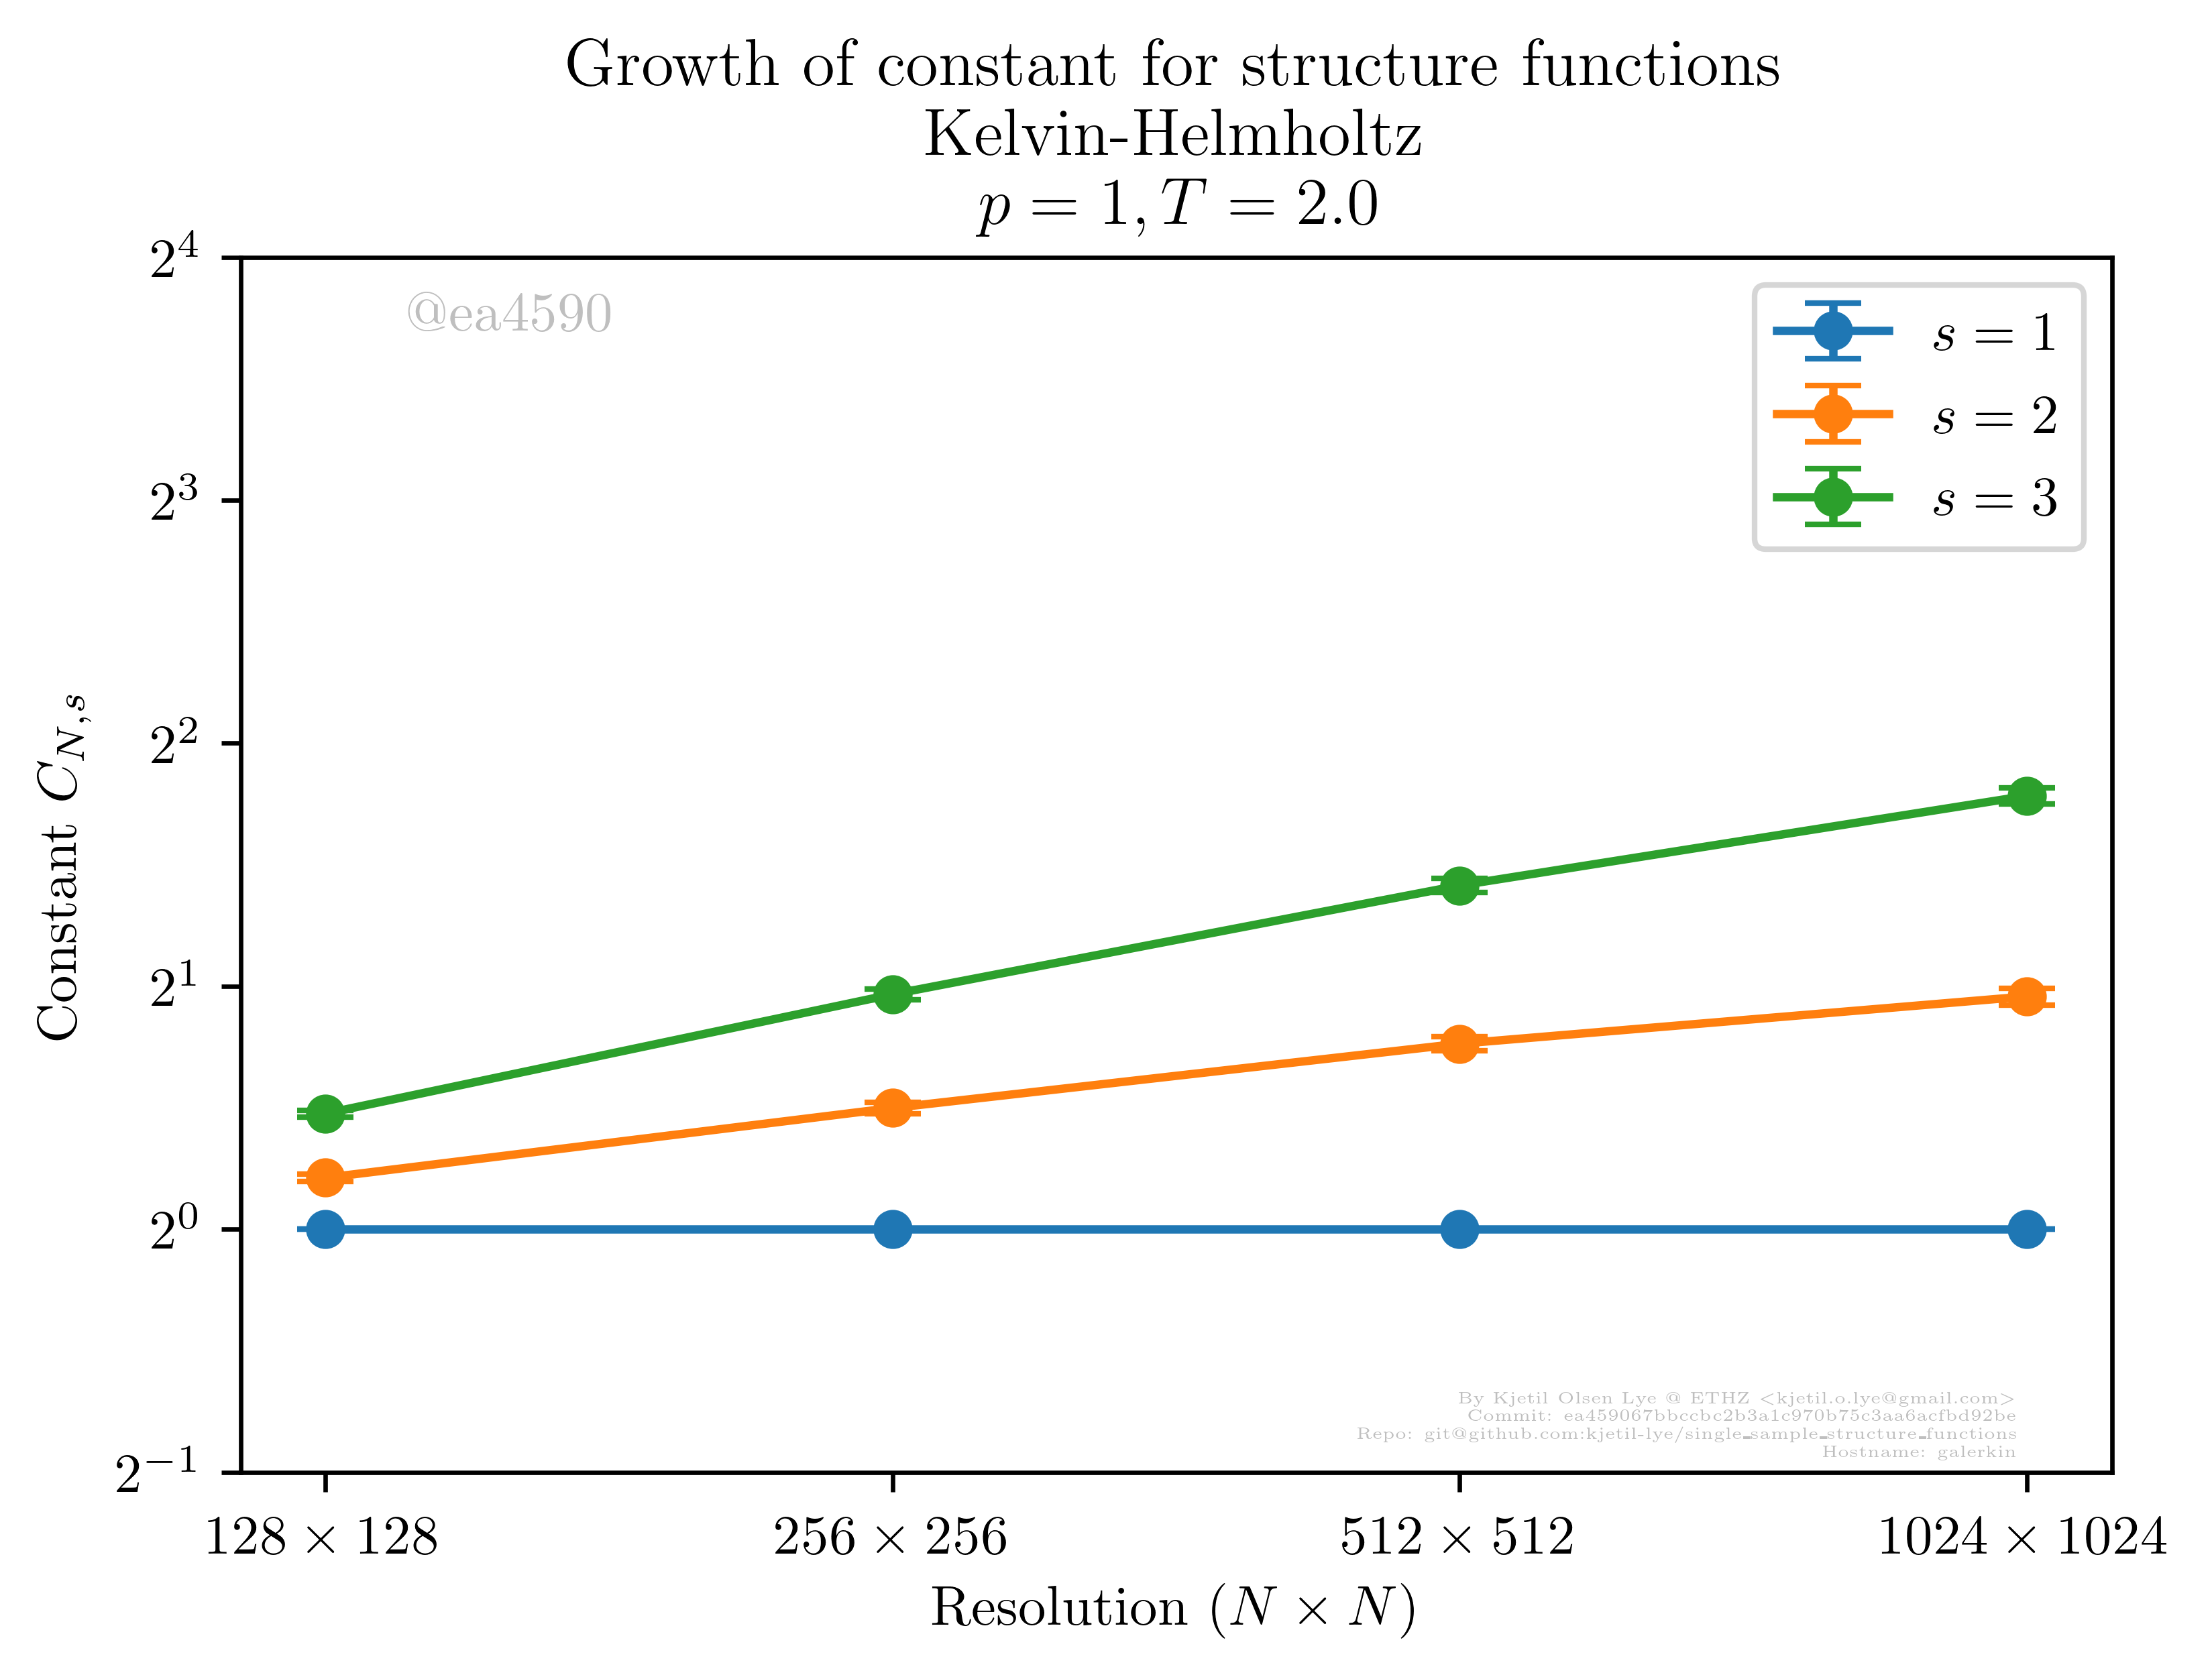 Growth of constant for structure functions
Kelvin-Helmholtz
p = 1, T = 2.0
@ea4590
s = 1
s = 2
s = 3
Constant C_{N,s}
2^4
2^3
2^2
2^1
2^0
2^{-1}
By Kjetil Olsen Lye @ ETHZ <kjetil.o.lye@gmail.com>
Commit: ea459067bbccbc2b3a1c970b75c3aa6acfbd92be
Repo: git@github.com:kjetil-lye/single_sample_structure_functions
Hostname: galerkin
128 × 128 256 × 256 512 × 512 1024 × 1024
Resolution (N × N)